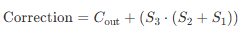 Correction = C_out + (S_3 · (S_2 + S_1))